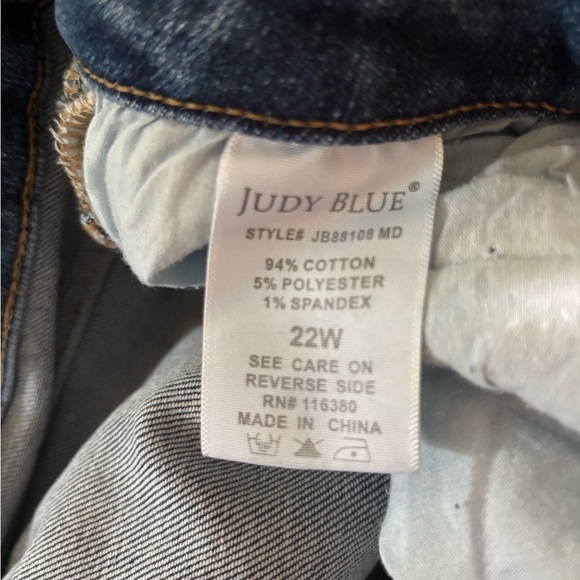 JUDY BLUE®
STYLE# JB88108 MD
94% COTTON
5% POLYESTER
1% SPANDEX
22W
SEE CARE ON
REVERSE SIDE
RN# 116380
MADE IN CHINA